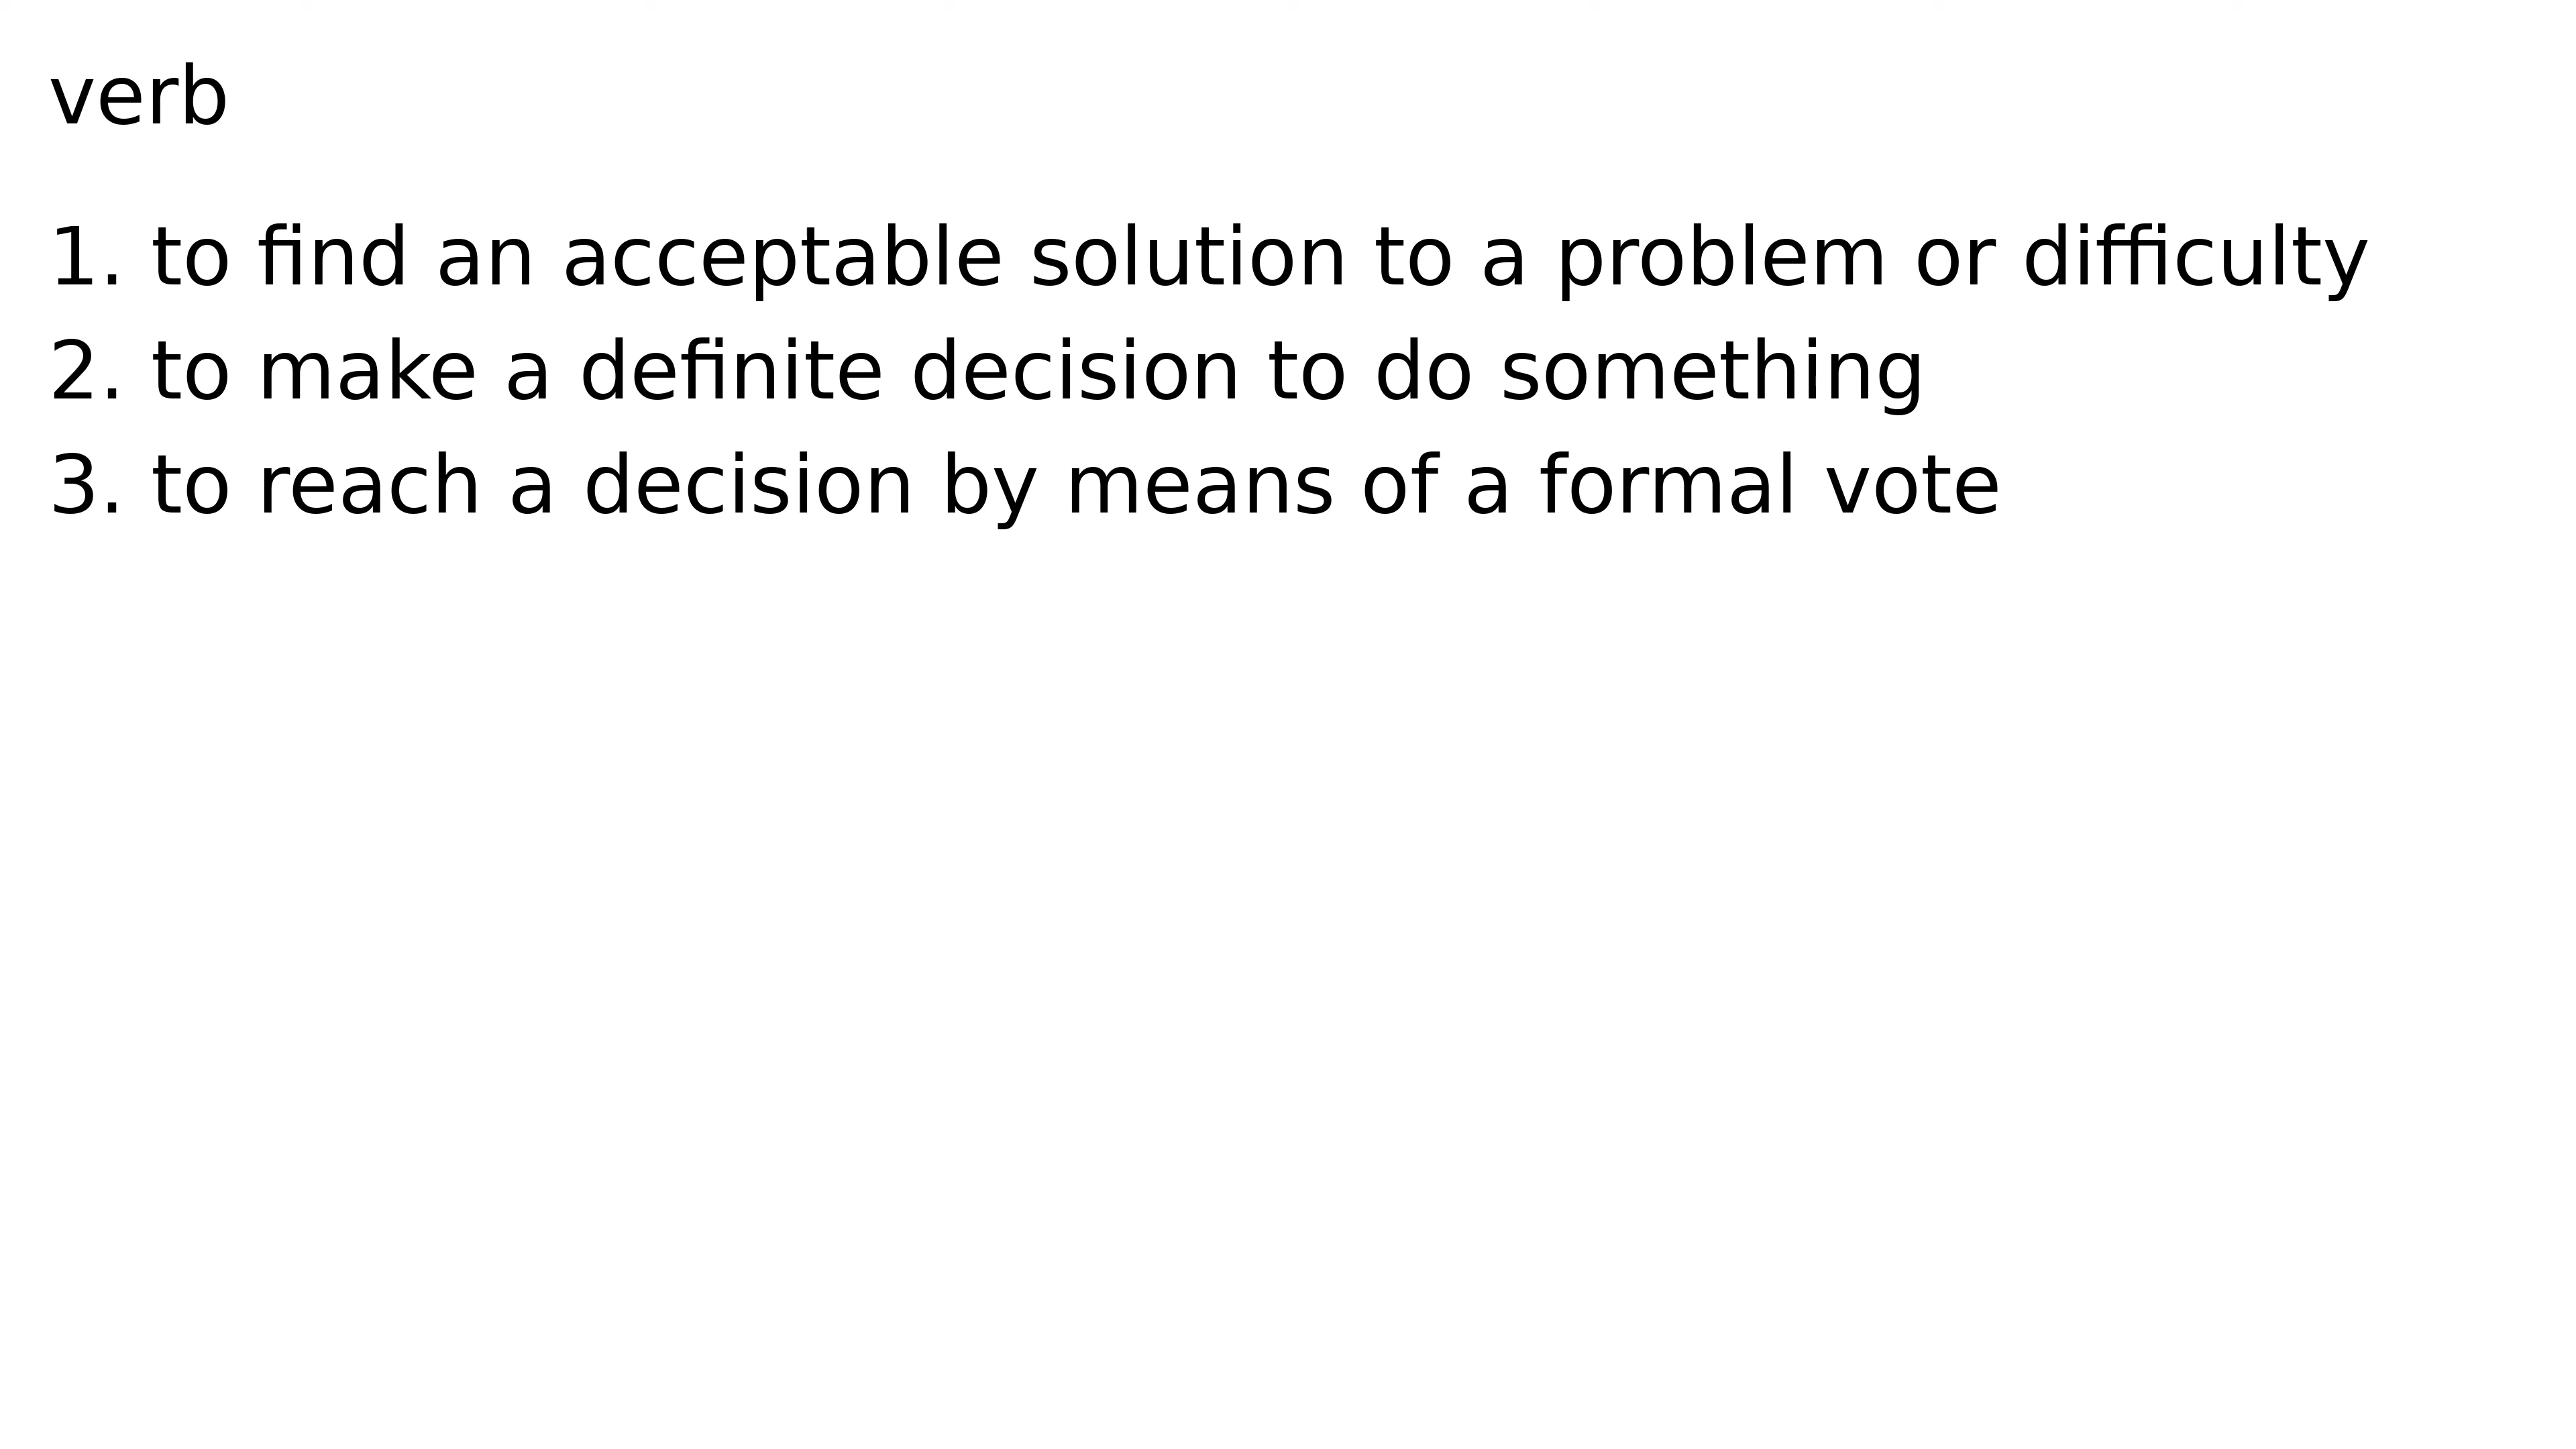 verb
1. to find an acceptable solution to a problem or difficulty
2. to make a definite decision to do something
3. to reach a decision by means of a formal vote